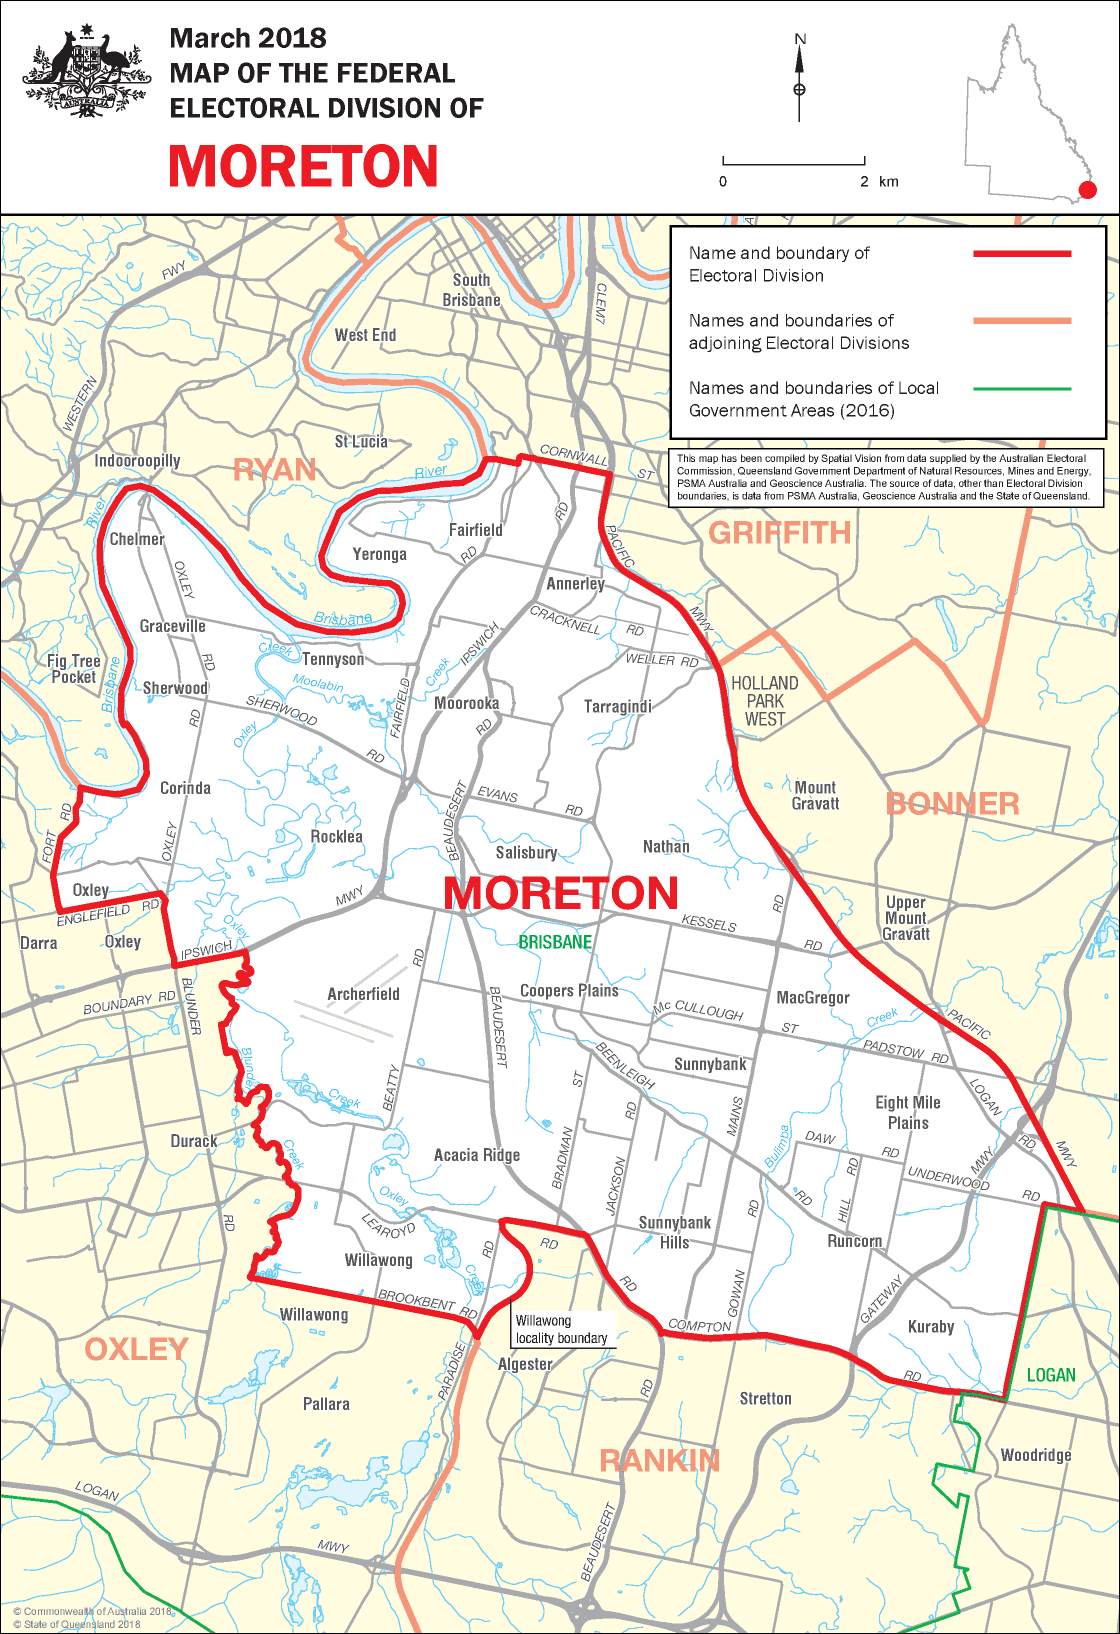 March 2018
MAP OF THE FEDERAL
ELECTORAL DIVISION OF
MORETON
AUSTRALIA
N
0 2 km
Name and boundary of
Electoral Division
Names and boundaries of
adjoining Electoral Divisions
Names and boundaries of Local
Government Areas (2016)
This map has been compiled by Spatial Vision from data supplied by the Australian Electoral
Commission, Queensland Government Department of Natural Resources, Mines and Energy,
PSMA Australia and Geoscience Australia. The source of data, other than Electoral Division
boundaries, is data from PSMA Australia, Geoscience Australia and the State of Queensland.
FWY
South
Brisbane
CLEM7
West End
WESTERN
St Lucia
Indooroopilly
RYAN
River
CORNWALL
ST
River
Chelmer
Fairfield
RD
Yeronga
RD
PACIFIC
GRIFFITH
OXLEY
Annerley
Brisbane
CRACKNELL RD
MWY
Graceville
Creek
Tennyson
IPSWICH
WELLER RD
Fig Tree
Pocket
RD
Brisbane
Sherwood
Moolabin
Creek
HOLLAND
PARK
WEST
SHERWOOD
RD
FAIRFIELD
Moorooka
Tarragindi
RD
RD
Oxley
Corinda
EVANS
RD
Mount
Gravatt
BONNER
FORT
RD
OXLEY
Rocklea
BEAUDESERT
Salisbury
Nathan
Oxley
MORETON
MWY
RD
Upper
Mount
Gravatt
ENGLEFIELD RD
Oxley
KESSELS
RD
Darra
Oxley
IPSWICH
BRISBANE
RD
BOUNDARY RD
BLUNDER
Archerfield
BEAUDESERT
Coopers Plains
MacGregor
Mc CULLOUGH
ST
Creek
PACIFIC
PADSTOW RD
Blunder
Creek
BEATTY
BEENLEIGH
Sunnybank
ST
RD
MAINS
LOGAN
RD
Eight Mile
Plains
MWY
Durack
Creek
Acacia Ridge
BRADMAN
JACKSON
Bulimba
DAW
RD
RD
UNDERWOOD
RD
MWY
Oxley
LEAROYD
RD
RD
Sunnybank
Hills
RD
RD
HILL
Runcorn
RD
Willawong
Creek
RD
GOWAN
GATEWAY
BROOKBENT RD
Willawong
Willawong
locality boundary
COMPTON
RD
Kuraby
OXLEY
PARADISE
Algester
LOGAN
Pallara
RD
Stretton
RANKIN
Woodridge
LOGAN
MWY
BEAUDESERT
© Commonwealth of Australia 2018
© State of Queensland 2018